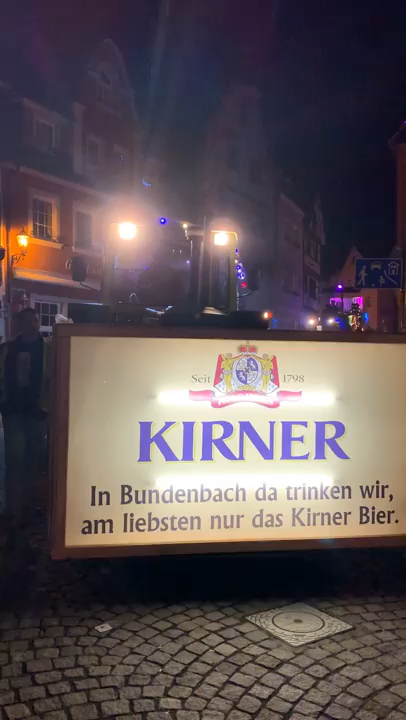 Seit 1798
KIRNER
In Bundenbach da trinken wir,
am liebsten nur das Kirner Bier.